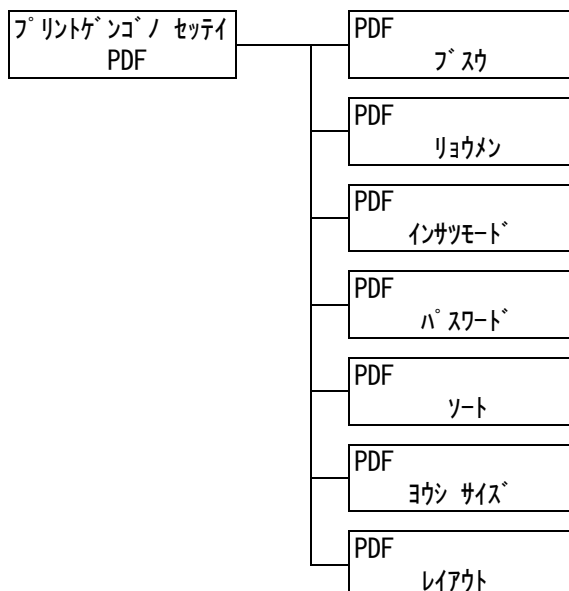 ﾌﾟﾘﾝﾄｹﾞﾝｺﾞﾉ ｾｯﾃｲ
PDF
PDF
ﾌﾞｽｳ
PDF
ﾘｮｳﾒﾝ
PDF
ｲﾝｻﾂﾓｰﾄﾞ
PDF
ﾊﾟｽﾜｰﾄﾞ
PDF
ｿｰﾄ
PDF
ﾖｳｼ ｻｲｽﾞ
PDF
ﾚｲｱｳﾄ